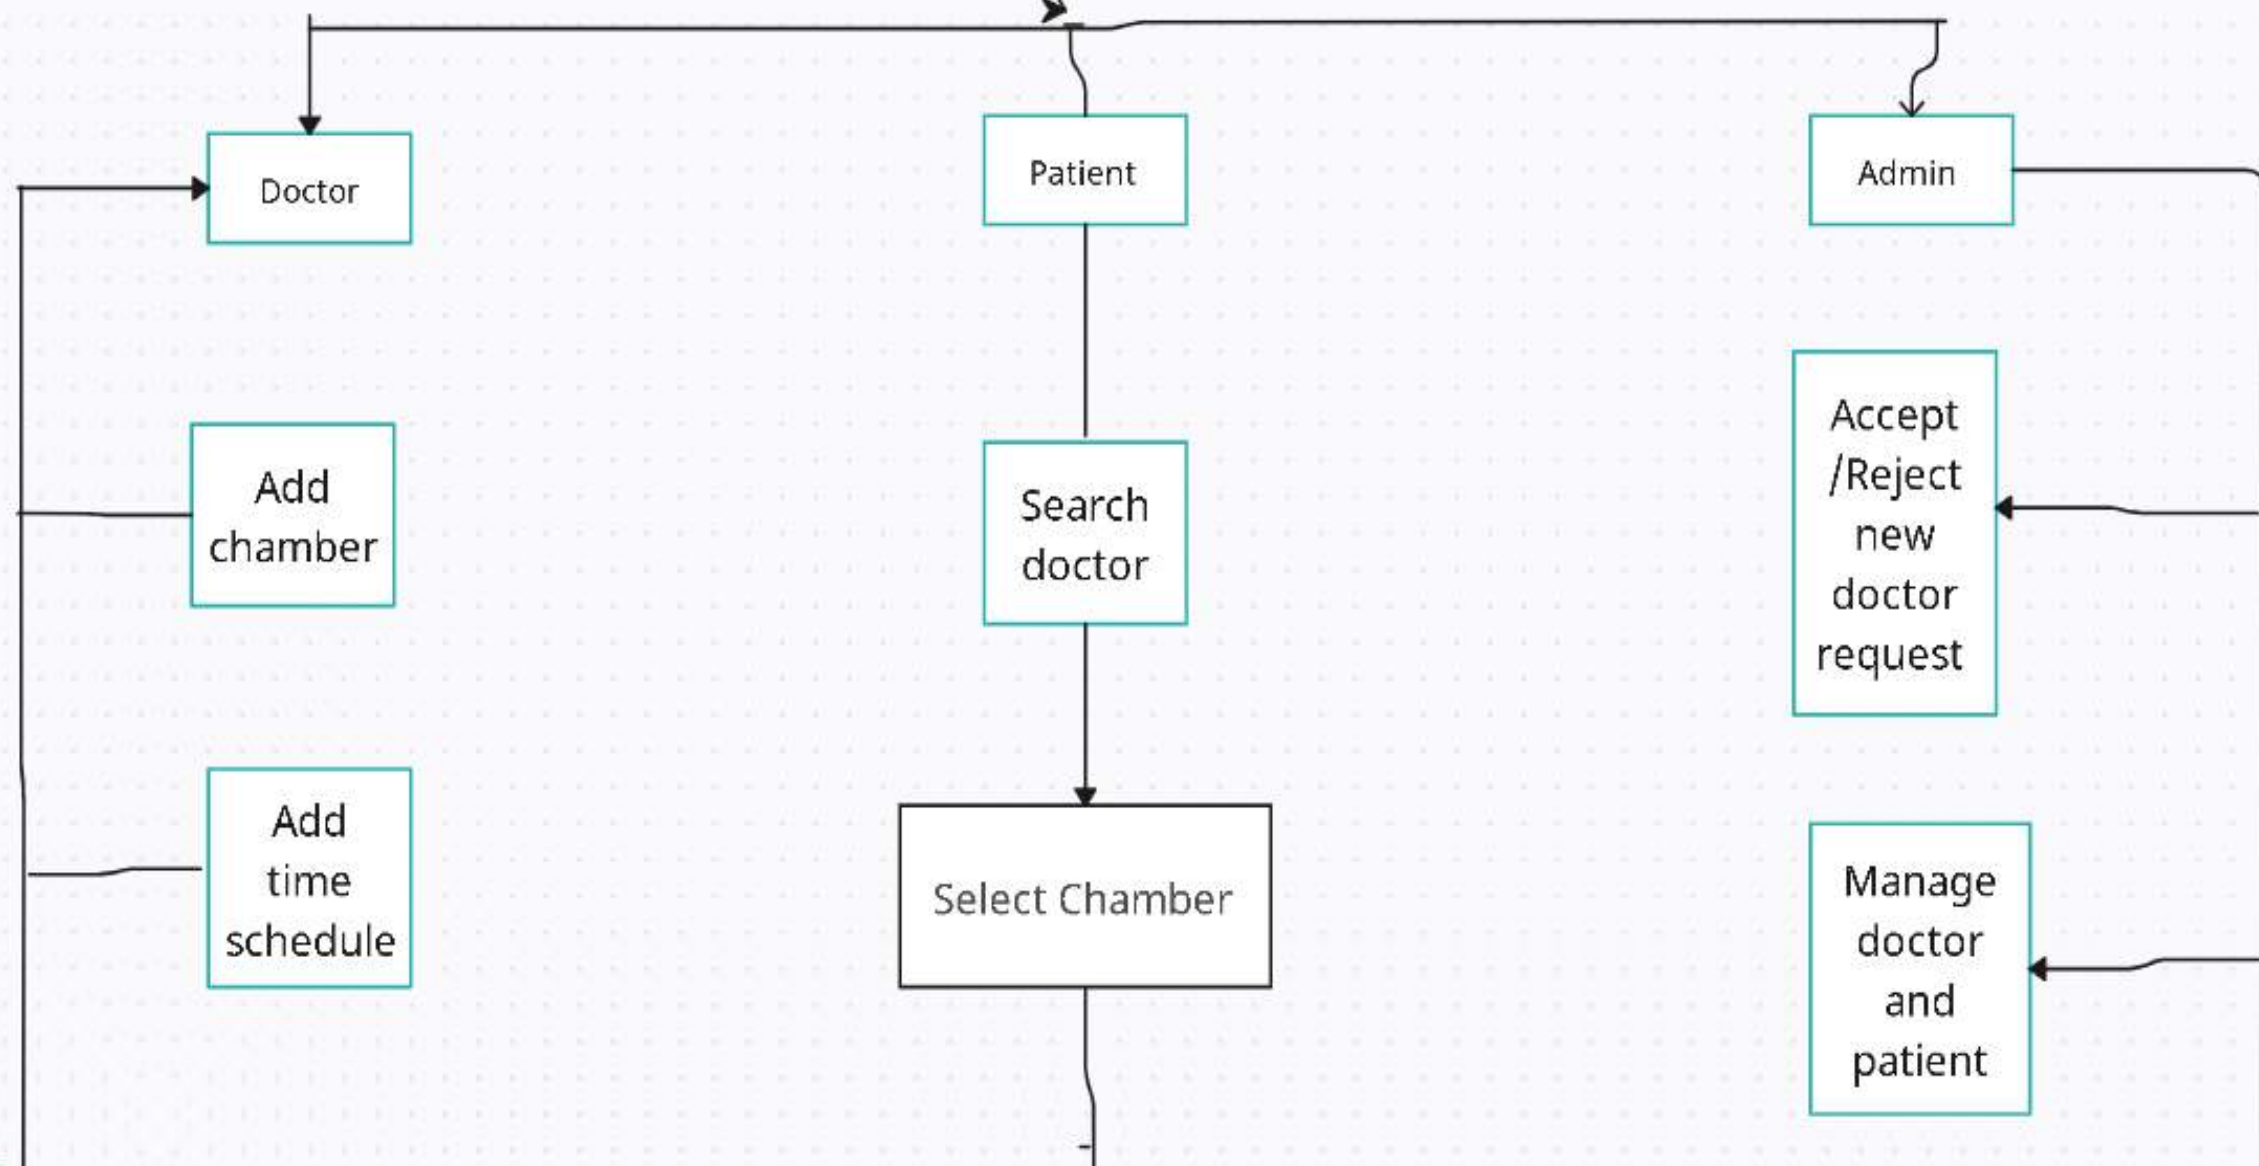 Doctor
Patient
Admin
Add
chamber
Search
doctor
Accept
/Reject
new
doctor
request
Add
time
schedule
Select Chamber
Manage
doctor
and
patient